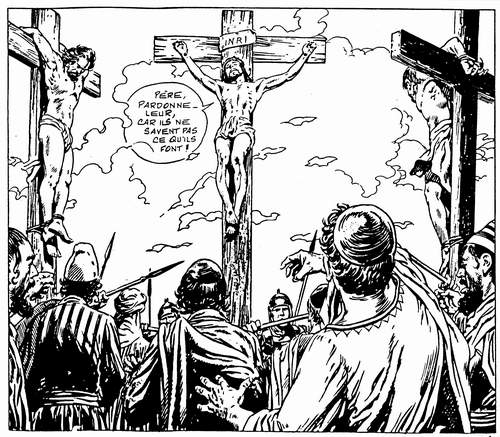 INRI
PÈRE,
PARDONNE-
LEUR,
CAR ILS NE
SAVENT PAS
CE QU'ILS
FONT!